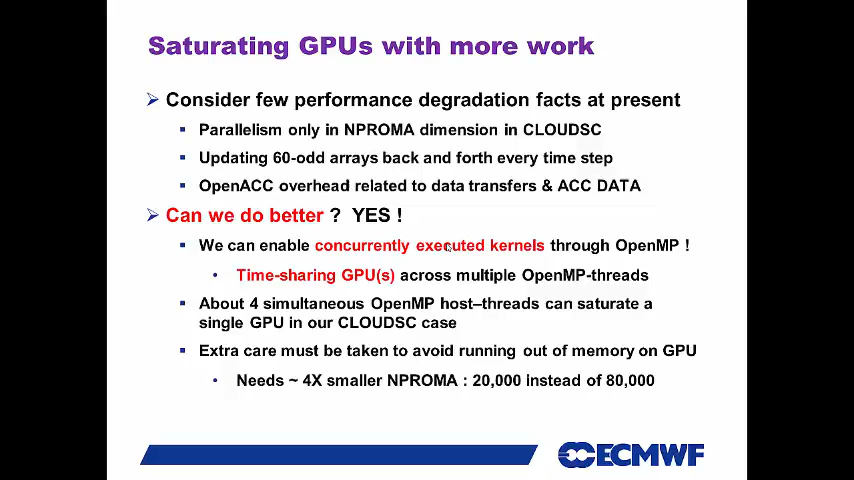 Saturating GPUs with more work
Consider few performance degradation facts at present
Parallelism only in NPROMA dimension in CLOUDSC
Updating 60-odd arrays back and forth every time step
OpenACC overhead related to data transfers & ACC DATA
Can we do better ? YES !
We can enable concurrently executed kernels through OpenMP !
Time-sharing GPU(s) across multiple OpenMP-threads
About 4 simultaneous OpenMP host–threads can saturate a
single GPU in our CLOUDSC case
Extra care must be taken to avoid running out of memory on GPU
Needs ~ 4X smaller NPROMA : 20,000 instead of 80,000
ECMWF